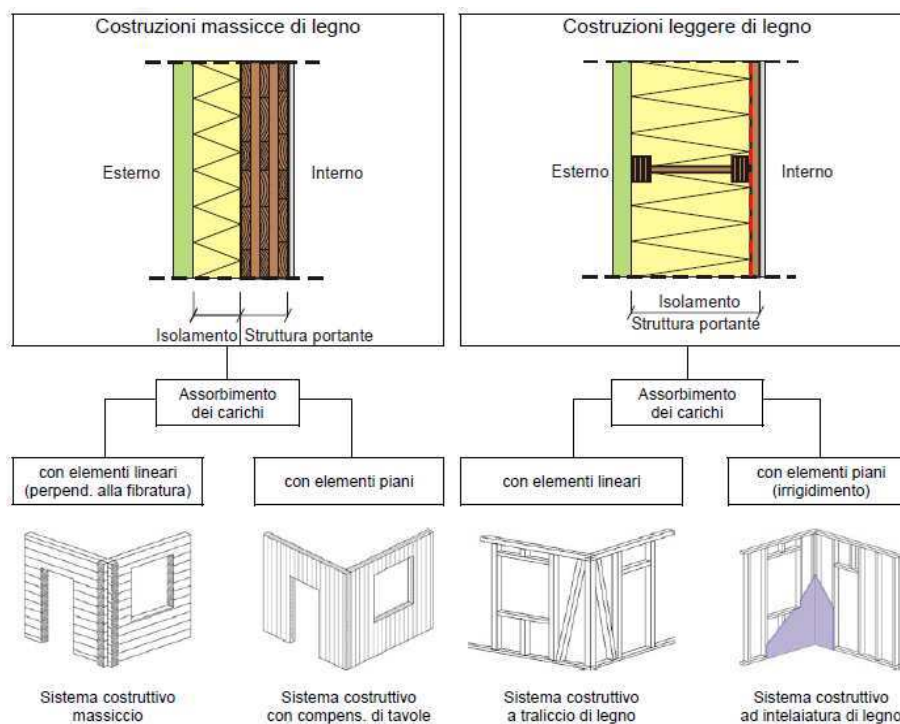 Costruzioni massicce di legno
Esterno
Interno
Isolamento
Struttura portante
Assorbimento
dei carichi
con elementi lineari
(perpend. alla fibratura)
con elementi piani
Sistema costruttivo
massiccio
Sistema costruttivo
con compens. di tavole
Costruzioni leggere di legno
Esterno
Interno
Isolamento
Struttura portante
Assorbimento
dei carichi
con elementi lineari
con elementi piani
(irrigidimento)
Sistema costruttivo
a traliccio di legno
Sistema costruttivo
ad intelaiatura di legno